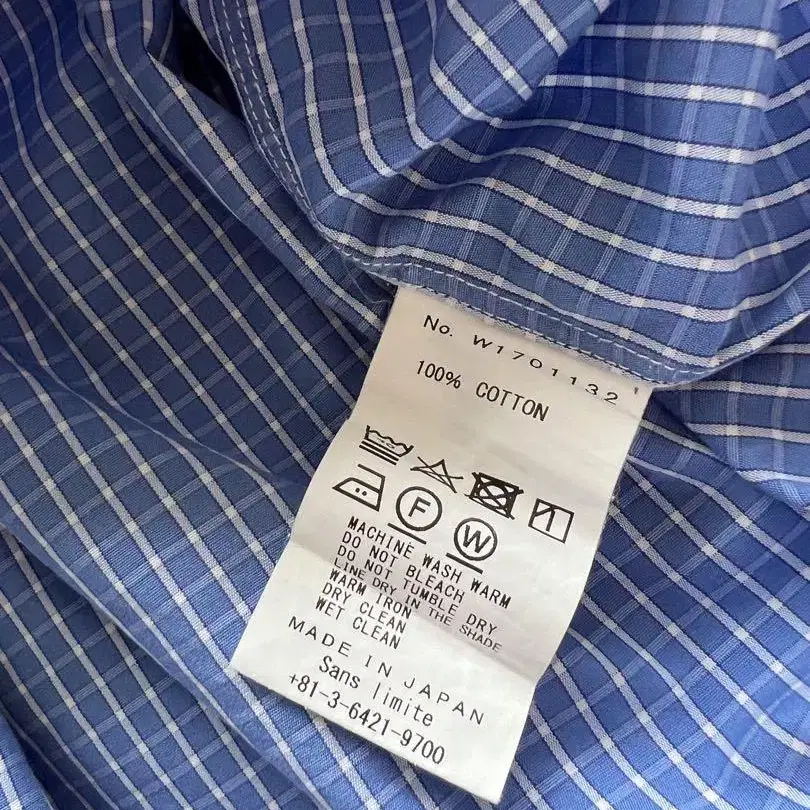 No. W1701132
100% COTTON
F W
MACHINE WASH WARM
DO NOT BLEACH
DO NOT TUMBLE DRY
LINE DRY IN THE SHADE
WARM IRON
DRY CLEAN
WET CLEAN
MADE IN JAPAN
Sans limite
+81-3-6421-9700